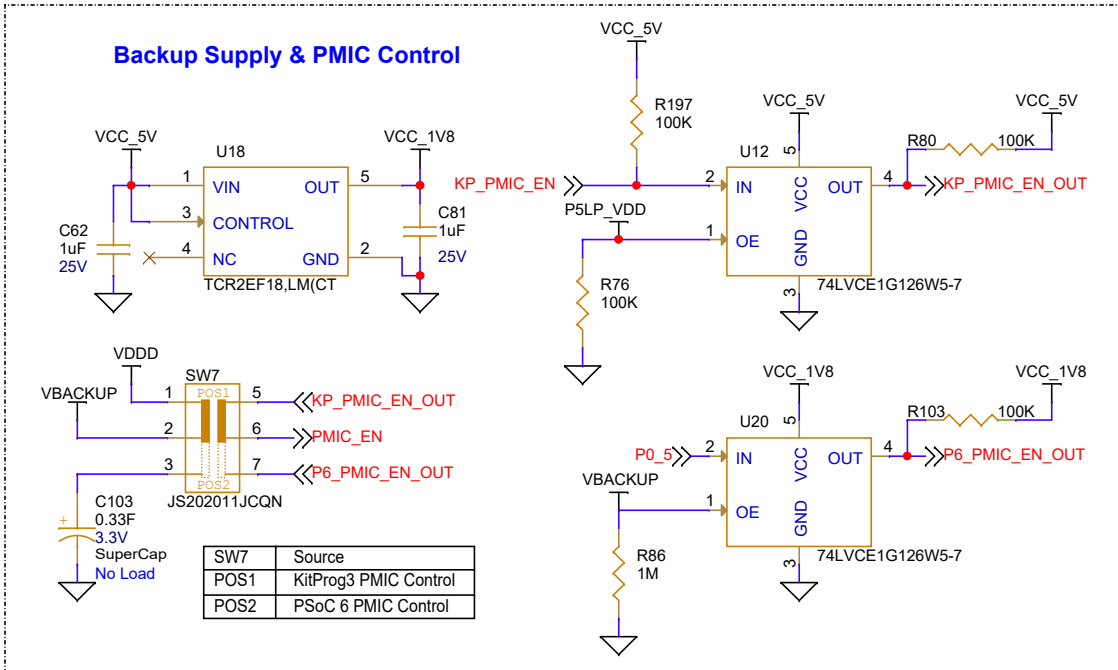 Backup Supply & PMIC Control
VCC_5V
VCC_1V8
U18
1
VIN
OUT
5
3
CONTROL
4
NC
GND
2
C62
1uF
25V
C81
1uF
25V
TCR2EF18,LM(CT
VCC_5V
R197
100K
VCC_5V
VCC_5V
U12
5
R80
100K
KP_PMIC_EN
2
IN
VCC
OUT
4
KP_PMIC_EN_OUT
P5LP_VDD
1
OE
GND
3
74LVCE1G126W5-7
R76
100K
VDDD
VBACKUP
SW7
POS1
1
5
KP_PMIC_EN_OUT
2
6
PMIC_EN
3
7
P6_PMIC_EN_OUT
POS2
JS202011JCQN
+
C103
0.33F
3.3V
SuperCap
No Load
SW7 Source
POS1 KitProg3 PMIC Control
POS2 PSoC 6 PMIC Control
VCC_1V8
VCC_1V8
U20
5
R103
100K
P0_5
2
IN
VCC
OUT
4
P6_PMIC_EN_OUT
VBACKUP
1
OE
GND
3
74LVCE1G126W5-7
R86
1M